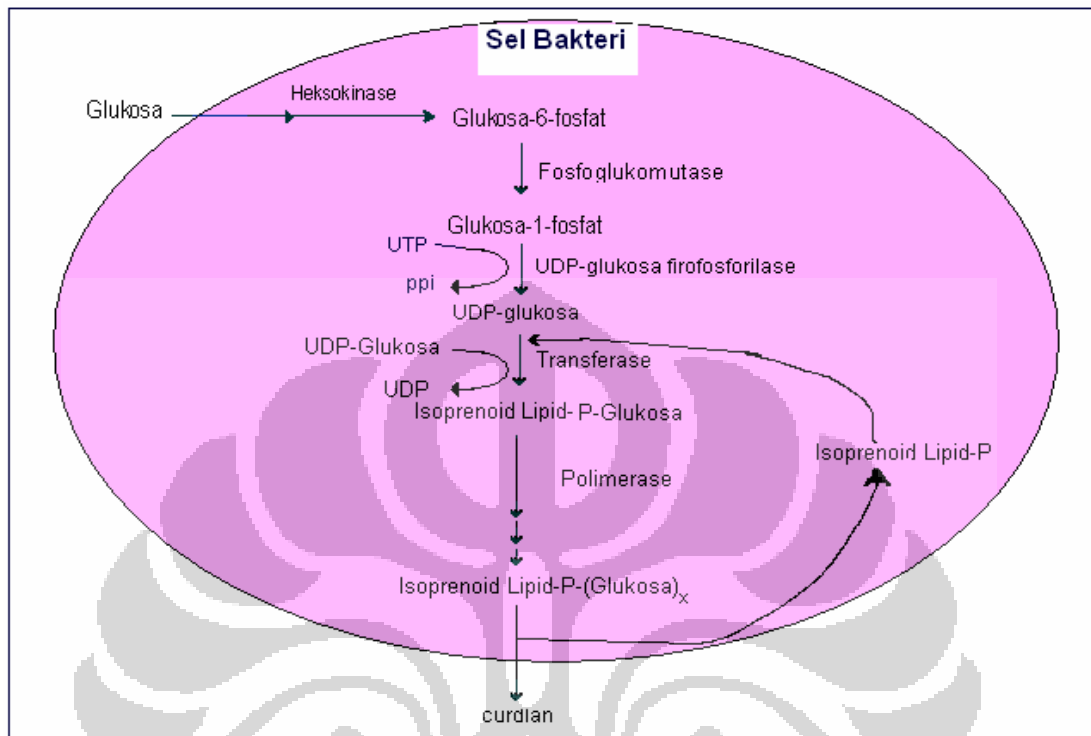 Sel Bakteri
Glukosa
Heksokinase
Glukosa-6-fosfat
Fosfoglukomutase
Glukosa-1-fosfat
UTP
UDP-glukosa firofosforilase
ppi
UDP-glukosa
UDP-Glukosa
Transferase
UDP
Isoprenoid Lipid-P-Glukosa
Isoprenoid Lipid-P
Polimerase
Isoprenoid Lipid-P-(Glukosa)x
curdian